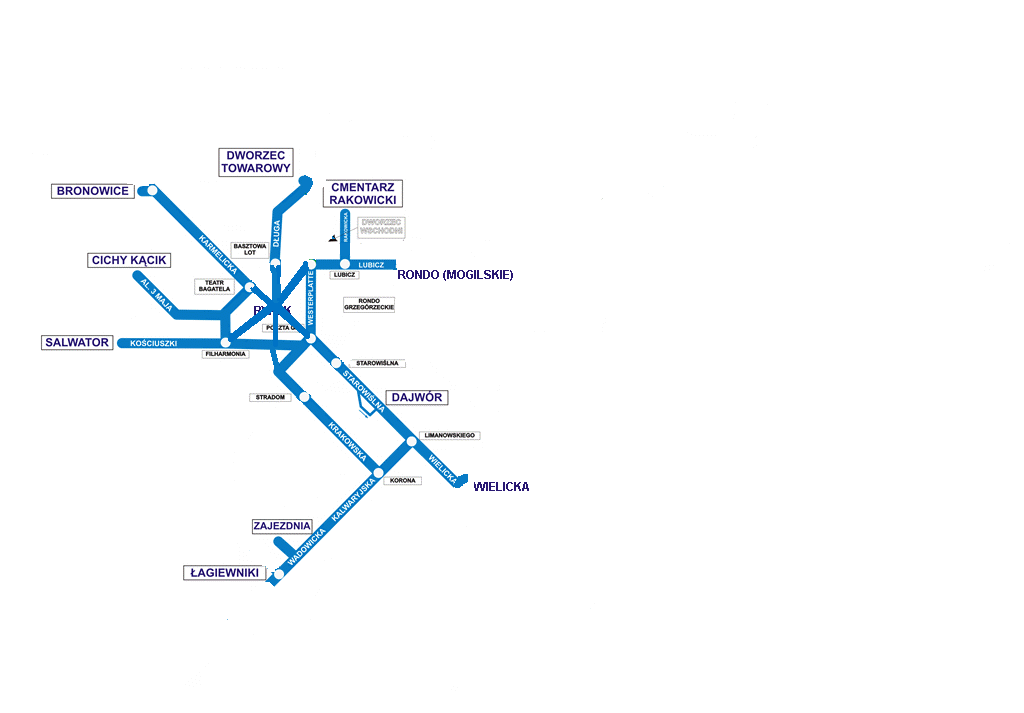 DWORZEC
TOWAROWY
BRONOWICE
CMENTARZ
RAKOWICKI
RAKOWICKA
DWORZEC
WSCHODNI
DŁUGA
KARMELICKA
BASZTOWA
LOT
CICHY KĄCIK
LUBICZ
LUBICZ
RONDO (MOGILSKIE)
AL. 3 MAJA
TEATR
BAGATELA
WESTERPLATTE
RONDO
GRZEGÓRZECKIE
POCZTA
SALWATOR
KOŚCIUSZKI
FILHARMONIA
STAROWIŚLNA
STAROWIŚLNA
STRADOM
DAJWÓR
KRAKOWSKA
LIMANOWSKIEGO
WIELICKA
WIELICKA
KORONA
KALWARYJSKA
ZAJEZDNIA
WADOWICKA
ŁAGIEWNIKI